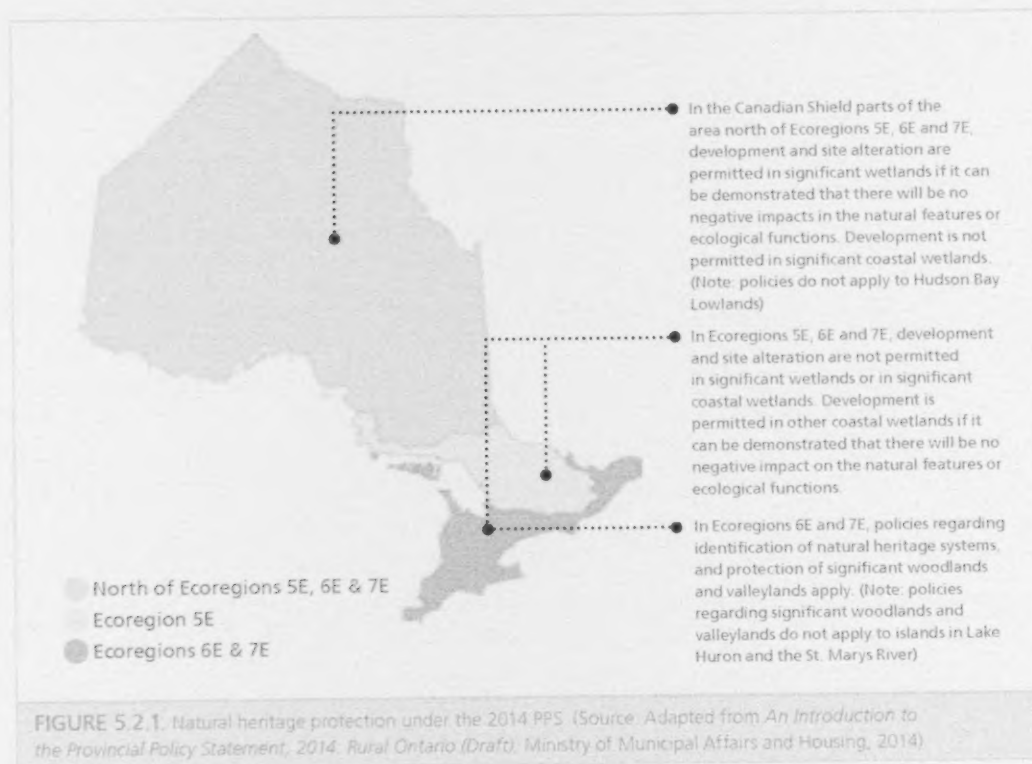 In the Canadian Shield parts of the
area north of Ecoregions 5E, 6E and 7E,
development and site alteration are
permitted in significant wetlands if it can
be demonstrated that there will be no
negative impacts in the natural features or
ecological functions. Development is not
permitted in significant coastal wetlands.
(Note: policies do not apply to Hudson Bay
Lowlands)
In Ecoregions 5E, 6E and 7E, development
and site alteration are not permitted
in significant wetlands or in significant
coastal wetlands. Development is
permitted in other coastal wetlands if it
can be demonstrated that there will be no
negative impact on the natural features or
ecological functions.
In Ecoregions 6E and 7E, policies regarding
identification of natural heritage systems,
and protection of significant woodlands
and valleylands apply. (Note: policies
regarding significant woodlands and
valleylands do not apply to islands in Lake
Huron and the St. Marys River)
North of Ecoregions 5E, 6E & 7E
Ecoregion 5E
Ecoregions 6E & 7E
FIGURE 5.2.1. Natural heritage protection under the 2014 PPS. (Source: Adapted from An Introduction to
the Provincial Policy Statement, 2014: Rural Ontario (Draft), Ministry of Municipal Affairs and Housing, 2014)